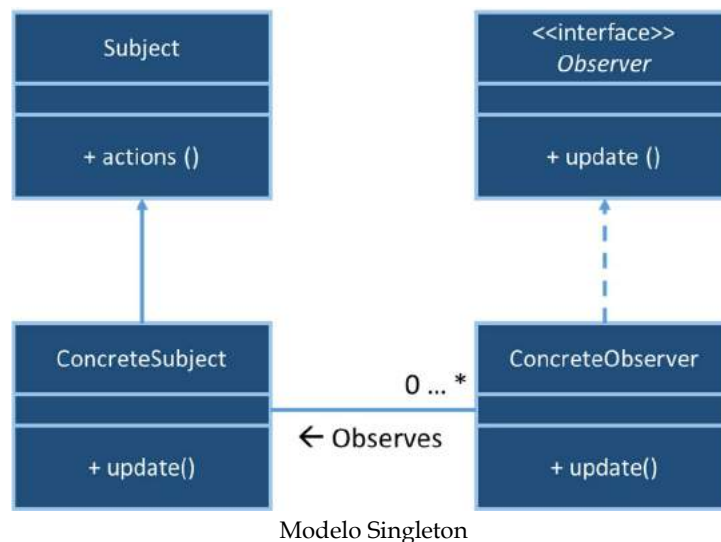 Subject
+ actions ()
<<interface>>
Observer
+ update ()
ConcreteSubject
+ update()
0 ... *
← Observes
ConcreteObserver
+ update()
Modelo Singleton